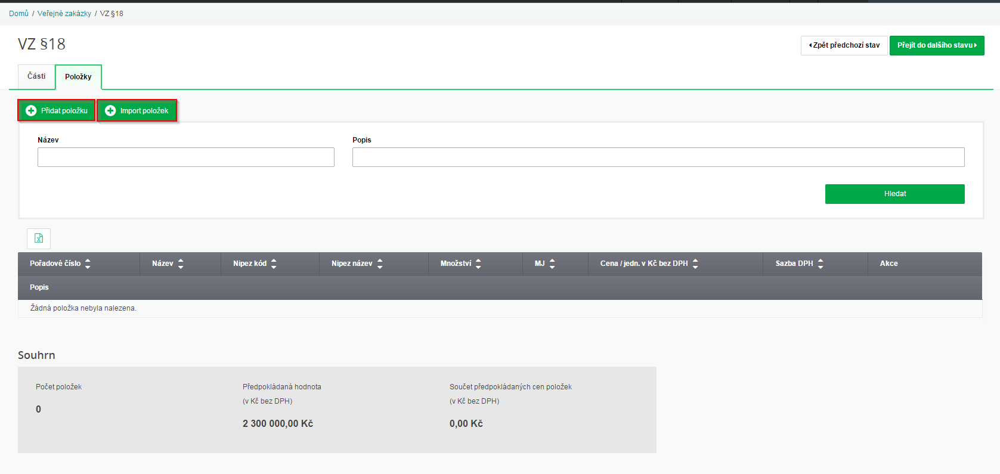 Domů / Veřejné zakázky / VZ §18
VZ §18
Zpět předchozí stav
Přejít do dalšího stavu
Části
Položky
Přidat položku
Import položek
Název
Popis
Hledat
Pořadové číslo
Název
Nipez kód
Nipez název
Množství
MJ
Cena / jedn. v Kč bez DPH
Sazba DPH
Akce
Popis
Žádná položka nebyla nalezena.
Souhrn
Počet položek
0
Předpokládaná hodnota
(v Kč bez DPH)
2 300 000,00 Kč
Součet předpokládaných cen položek
(v Kč bez DPH)
0,00 Kč